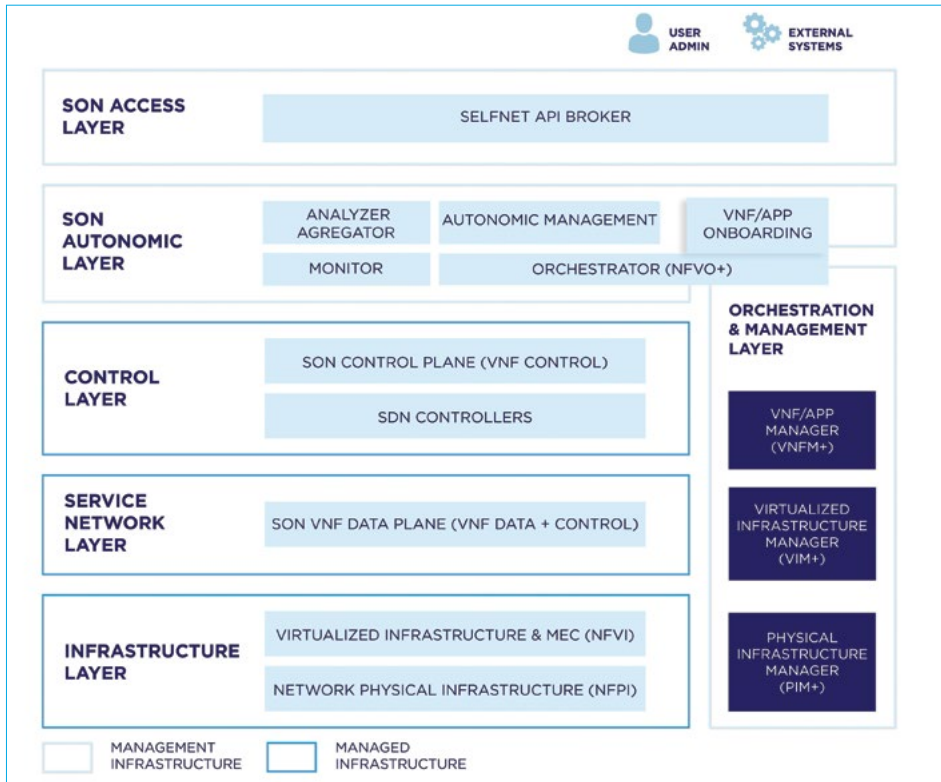 USER
ADMIN
EXTERNAL
SYSTEMS
SON ACCESS
LAYER
SELFNET API BROKER
SON
AUTONOMIC
LAYER
ANALYZER
AGREGATOR
AUTONOMIC MANAGEMENT
VNF/APP
ONBOARDING
MONITOR
ORCHESTRATOR (NFVO+)
ORCHESTRATION
& MANAGEMENT
LAYER
CONTROL
LAYER
SON CONTROL PLANE (VNF CONTROL)
SDN CONTROLLERS
VNF/APP
MANAGER
(VNFM+)
SERVICE
NETWORK
LAYER
SON VNF DATA PLANE (VNF DATA + CONTROL)
VIRTUALIZED
INFRASTRUCTURE
MANAGER
(VIM+)
INFRASTRUCTURE
LAYER
VIRTUALIZED INFRASTRUCTURE & MEC (NFVI)
NETWORK PHYSICAL INFRASTRUCTURE (NFPI)
PHYSICAL
INFRASTRUCTURE
MANAGER
(PIM+)
MANAGEMENT
INFRASTRUCTURE
MANAGED
INFRASTRUCTURE